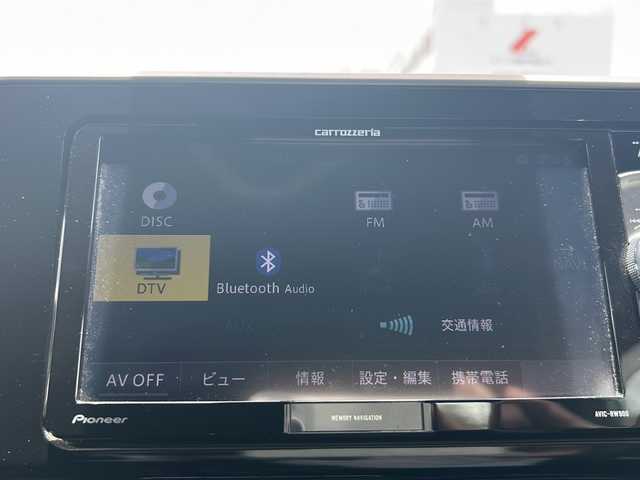 carrozzeria
DISC
FM
AM
DTV
Bluetooth Audio
交通情報
AV OFF
ビュー
情報
設定・編集
携帯電話
Pioneer
MEMORY NAVIGATION
AVIC-RW900